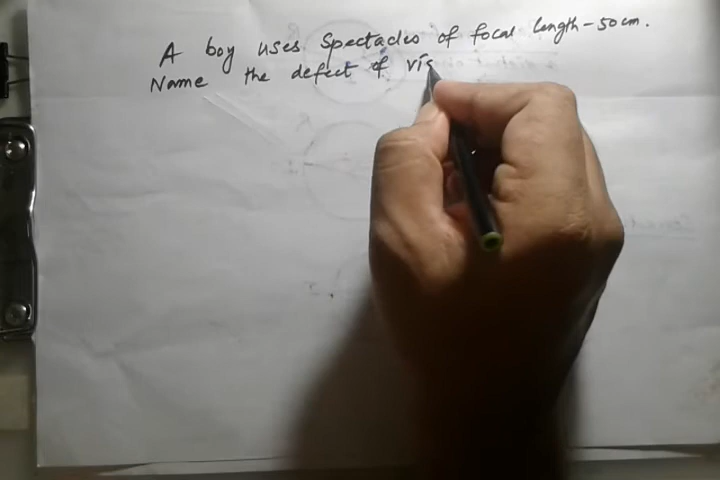 A boy uses Spectacles of focal length - 50 cm.
Name the defect of vis